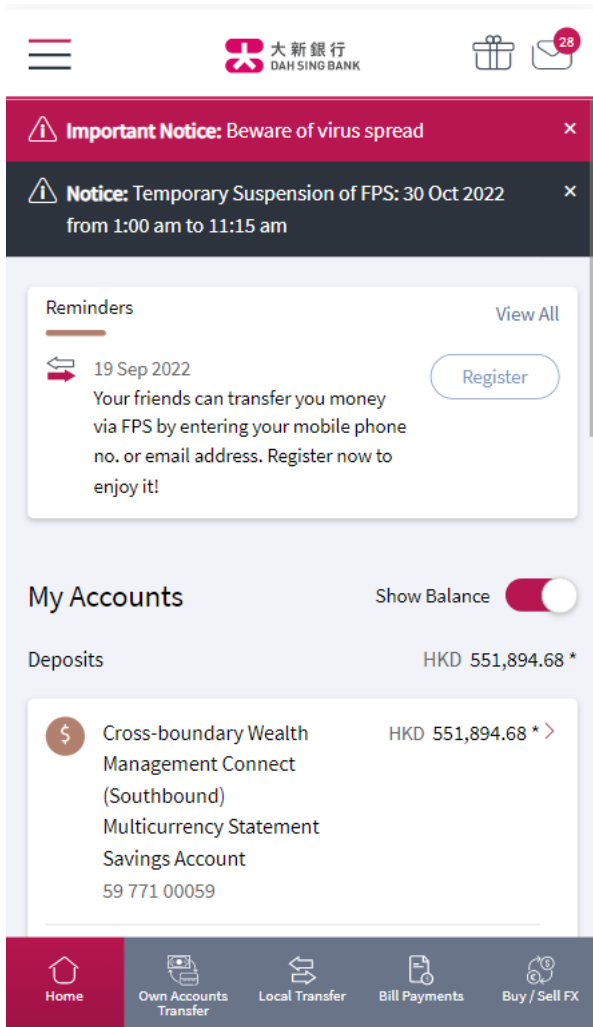 大新銀行
DAH SING BANK
28
Important Notice: Beware of virus spread
Notice: Temporary Suspension of FPS: 30 Oct 2022
from 1:00 am to 11:15 am
Reminders
View All
19 Sep 2022
Register
Your friends can transfer you money
via FPS by entering your mobile phone
no. or email address. Register now to
enjoy it!
My Accounts
Show Balance
Deposits
HKD 551,894.68 *
$
Cross-boundary Wealth
HKD 551,894.68 *
Management Connect
(Southbound)
Multicurrency Statement
Savings Account
59 771 00059
Home
Own Accounts
Transfer
Local Transfer
Bill Payments
Buy / Sell FX